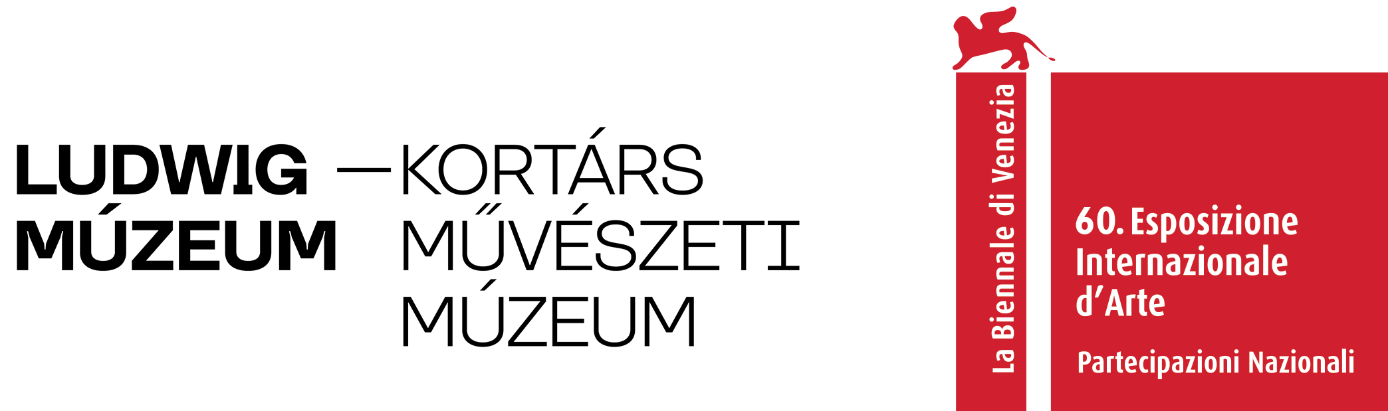 LUDWIG —KORTÁRS
MÚZEUM MŰVÉSZETI
MÚZEUM
La Biennale di Venezia
60. Esposizione
Internazionale
d’Arte
Partecipazioni Nazionali